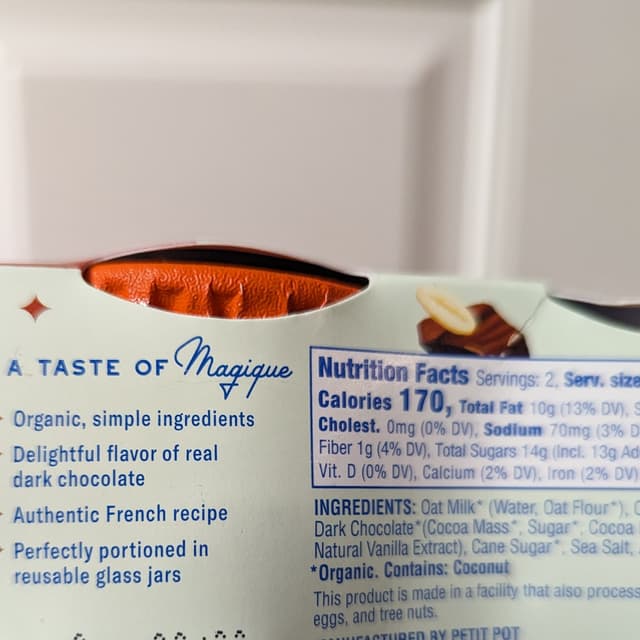 A TASTE OF Magique
Organic, simple ingredients
Delightful flavor of real
dark chocolate
Authentic French recipe
Perfectly portioned in
reusable glass jars
Nutrition Facts Servings: 2, Serv. size
Calories 170, Total Fat 10g (13% DV), S
Cholest. 0mg (0% DV), Sodium 70mg (3% D
Fiber 1g (4% DV), Total Sugars 14g (Incl. 13g Ad
Vit. D (0% DV), Calcium (2% DV), Iron (2% DV)
INGREDIENTS: Oat Milk* (Water, Oat Flour*), C
Dark Chocolate* (Cocoa Mass*, Sugar*, Cocoa
Natural Vanilla Extract), Cane Sugar*, Sea Salt,
*Organic. Contains: Coconut
This product is made in a facility that also process
eggs, and tree nuts.
MANUFACTURED BY PETIT POT